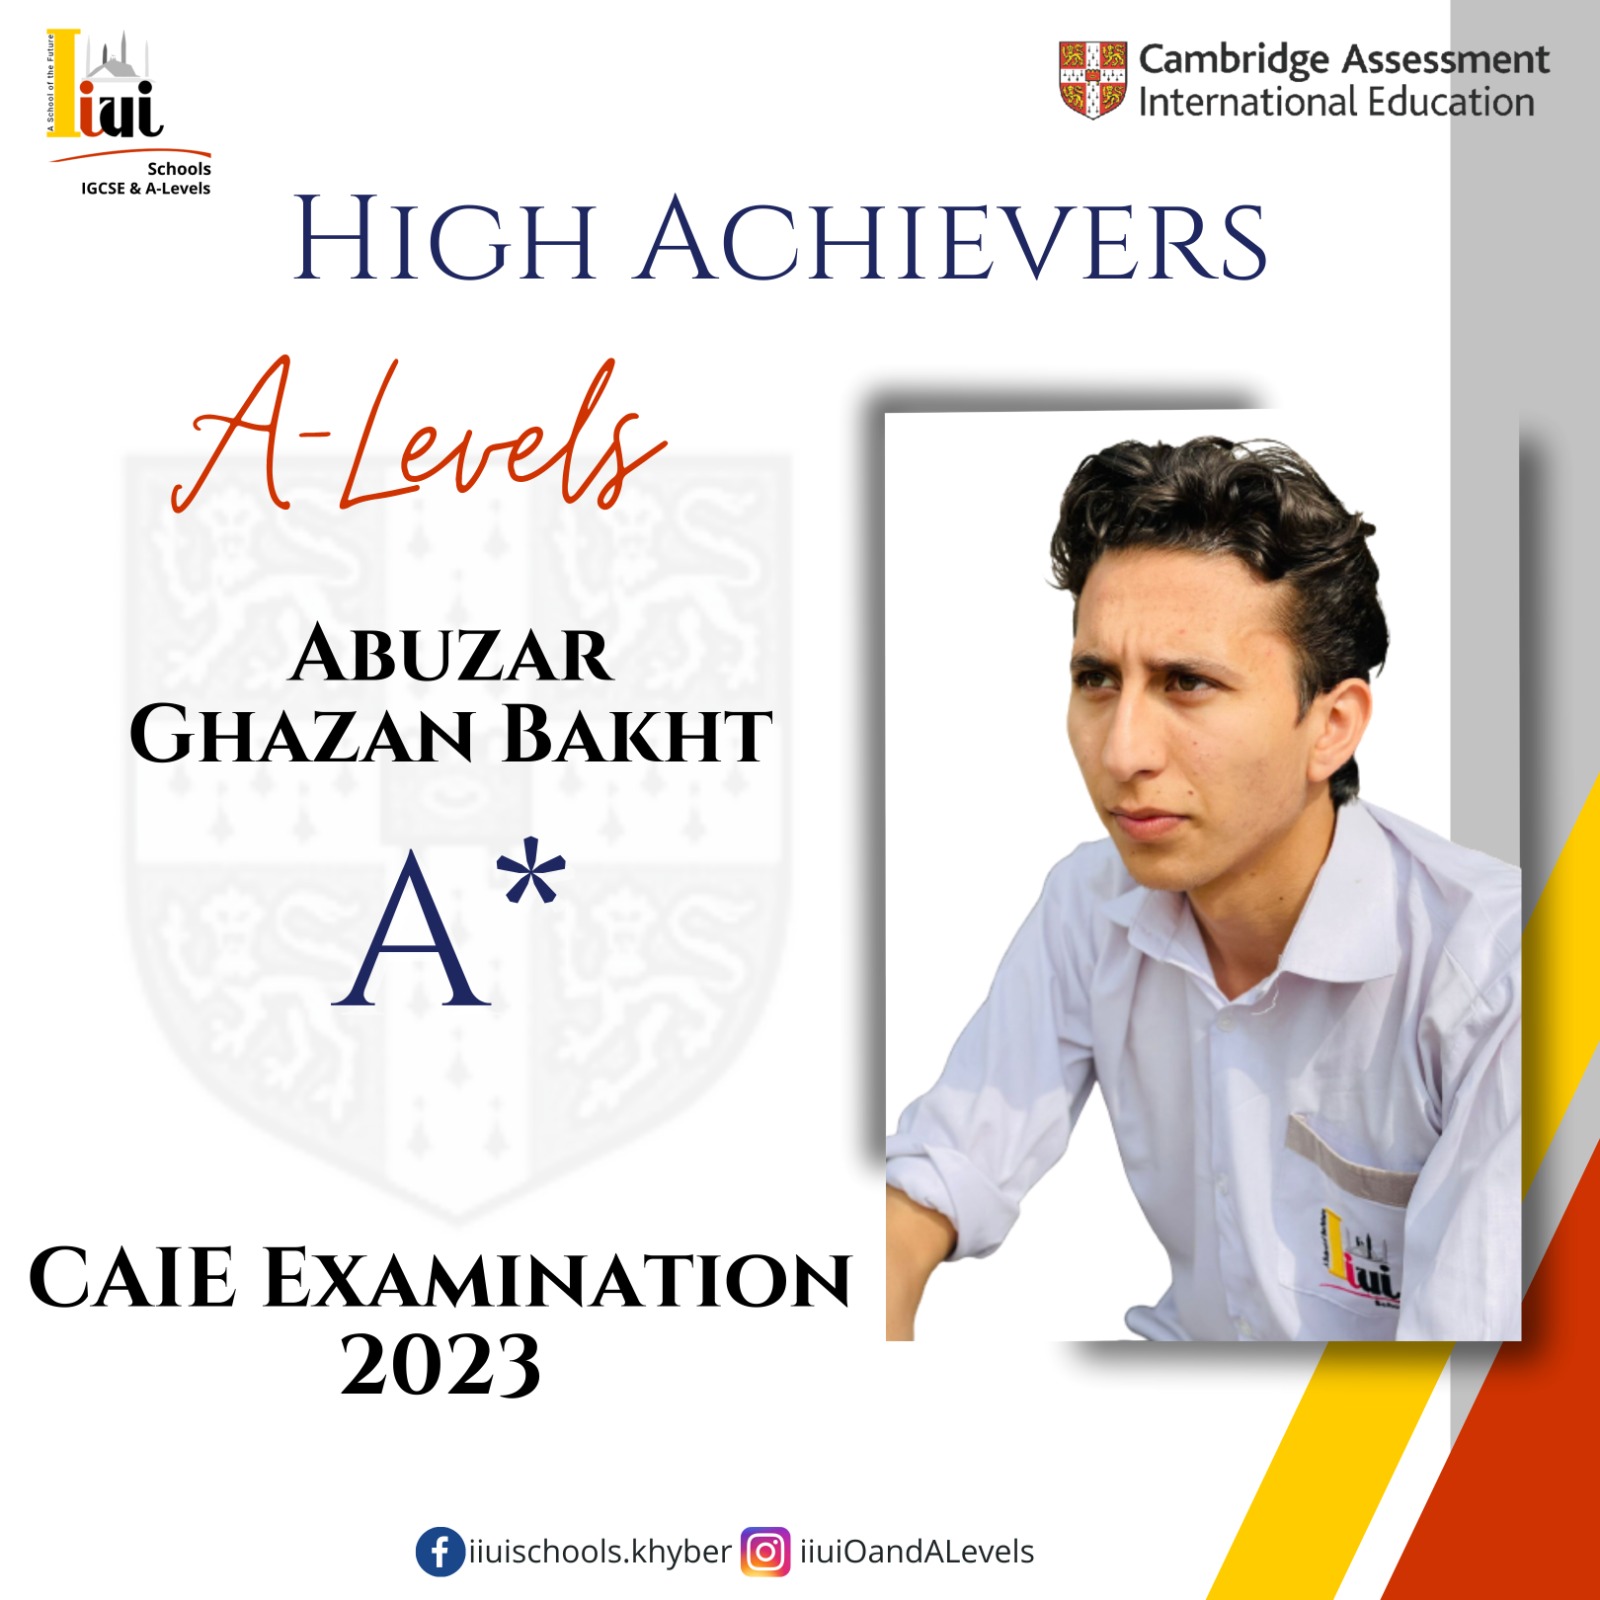 A School of the Future
iiui
Schools
IGCSE & A-Levels
Cambridge Assessment
International Education
HIGH ACHIEVERS
A-Levels
ABUZAR
GHAZAN BAKHT
A*
CAIE EXAMINATION
2023
iiui
iiuischools.khyber
iiuiOandALevels